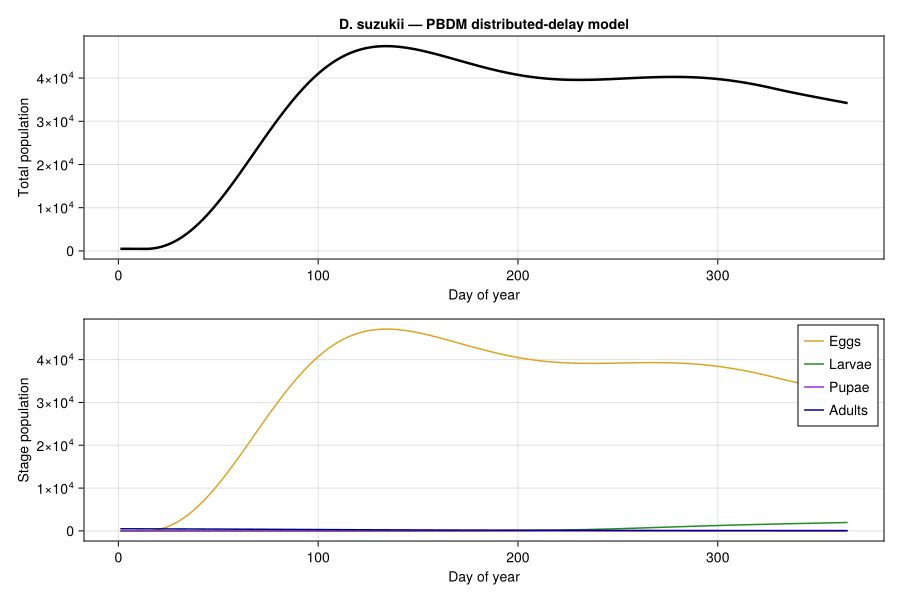 D. suzukii — PBDM distributed-delay model
Total population
4×10⁴
3×10⁴
2×10⁴
1×10⁴
0
0 100 200 300
Day of year
Stage population
4×10⁴
3×10⁴
2×10⁴
1×10⁴
0
Eggs
Larvae
Pupae
Adults
0 100 200 300
Day of year